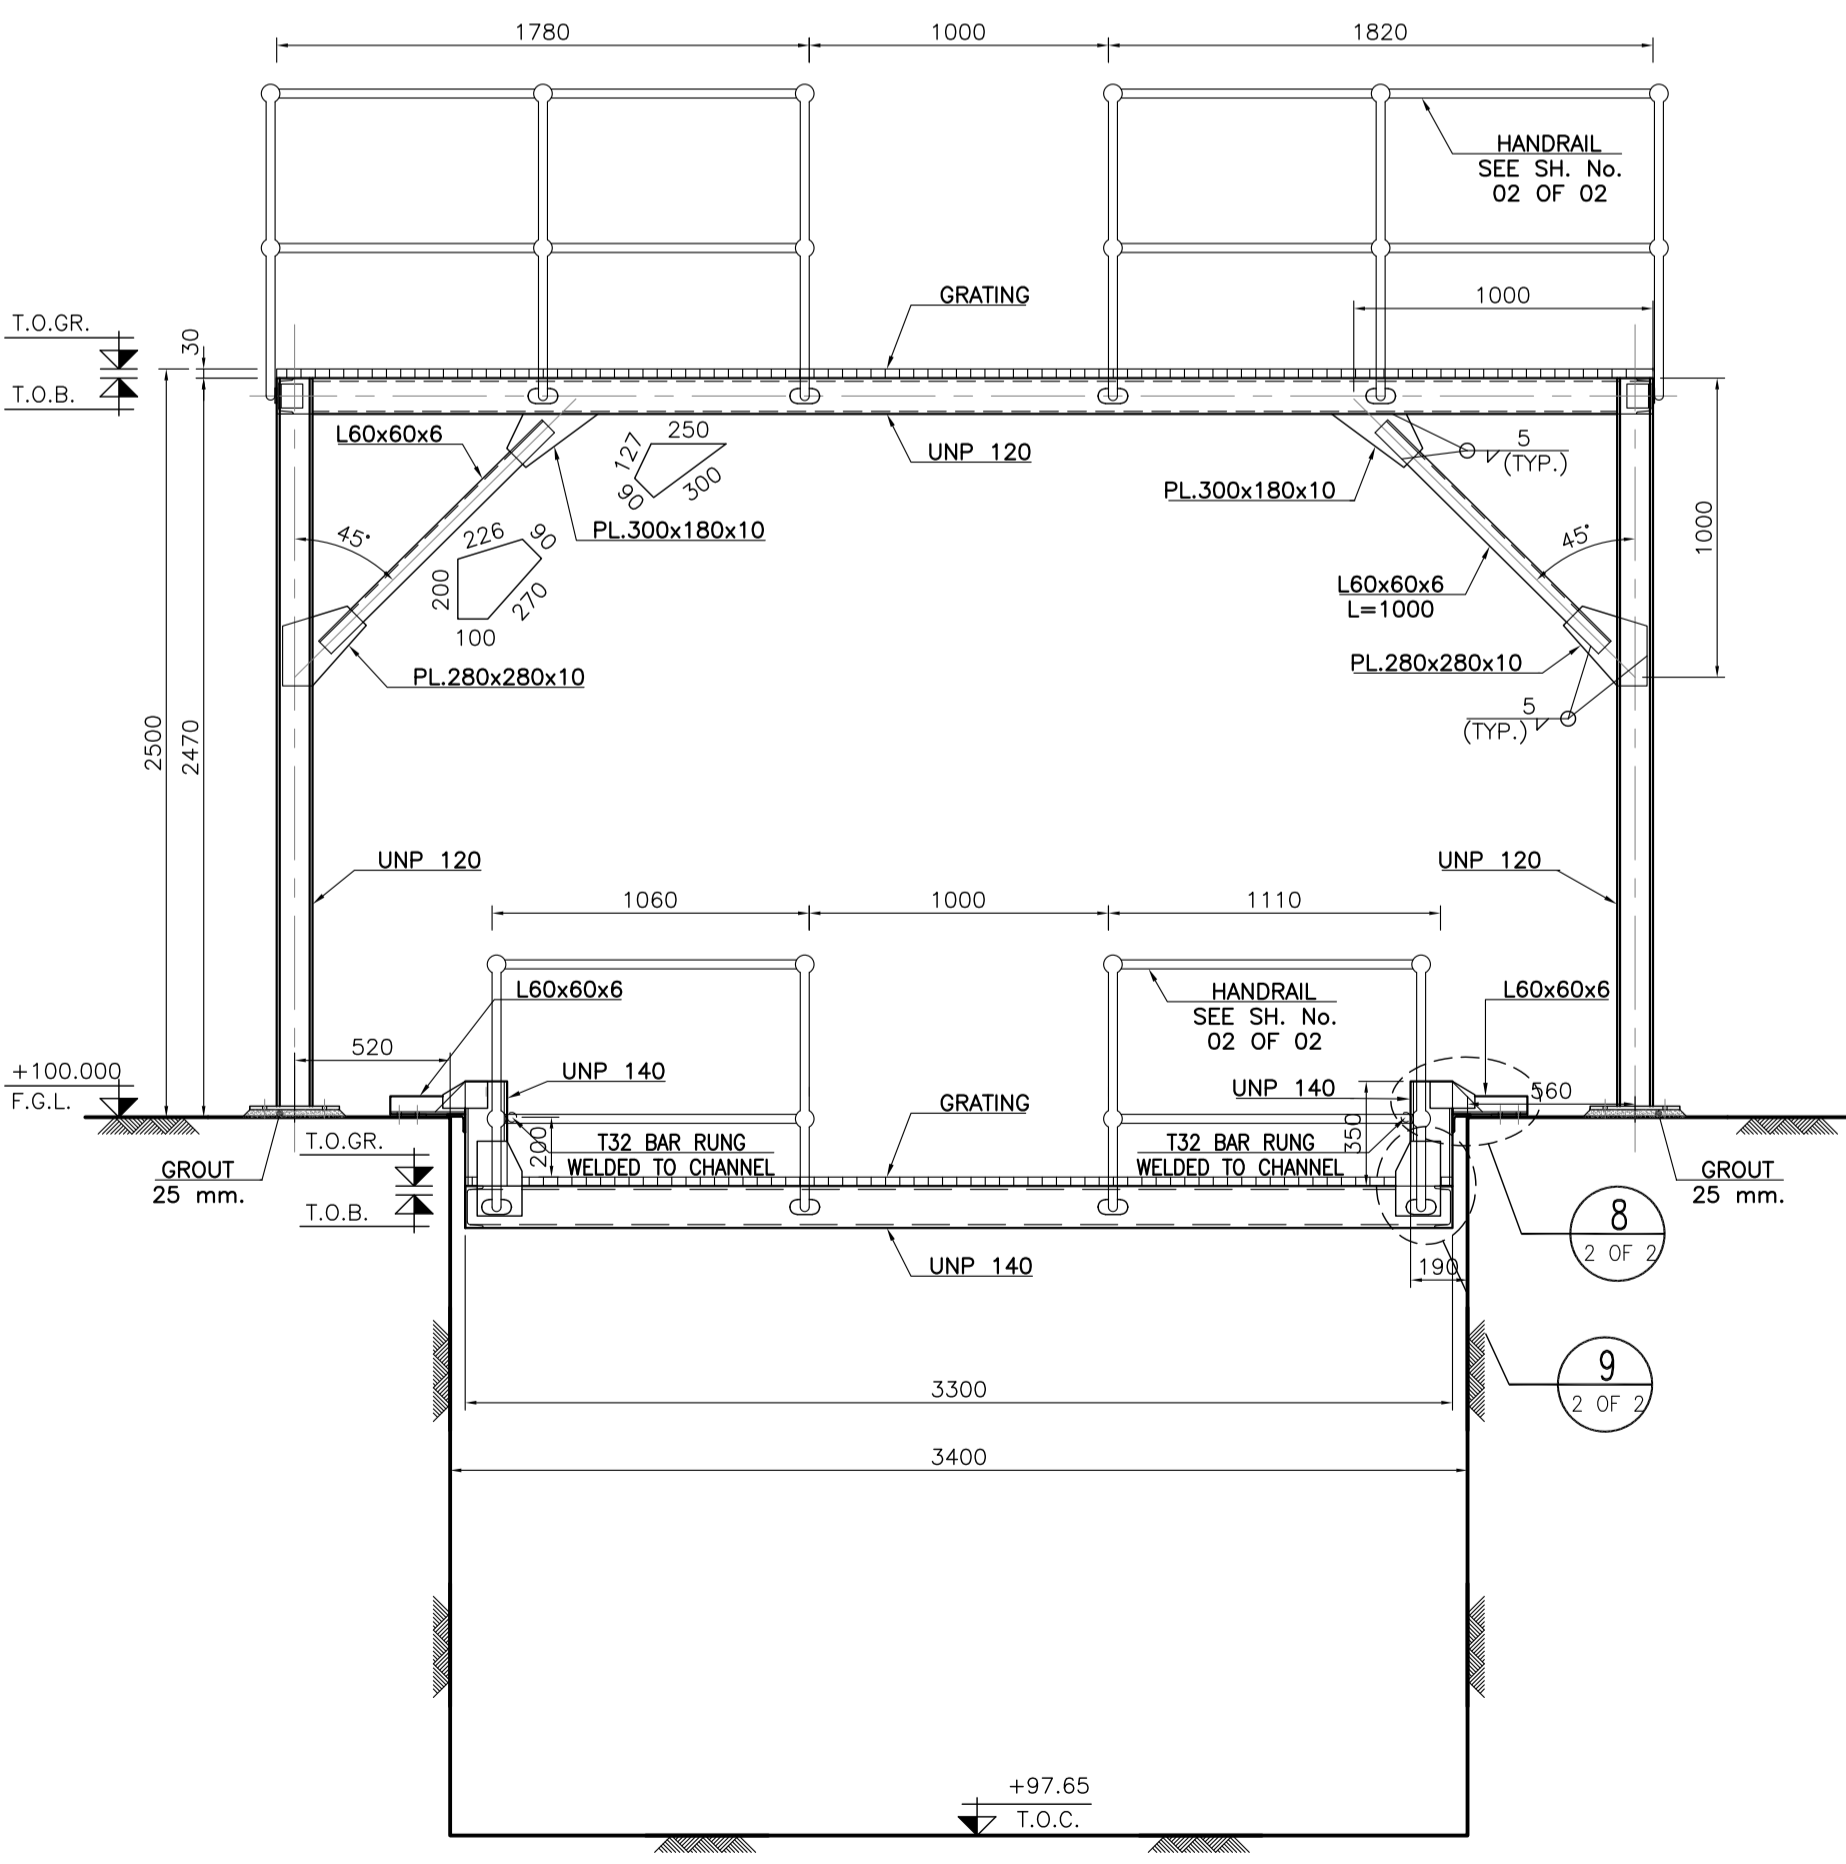 1780
1000
1820
HANDRAIL
SEE SH. No.
02 OF 02
GRATING
1000
T.O.GR.
30
T.O.B.
L60x60x6
250
127
90
300
UNP 120
5
(TYP.)
PL.300x180x10
PL.300x180x10
45°
226
90
200
270
100
45°
1000
L60x60x6
L=1000
PL.280x280x10
PL.280x280x10
5
(TYP.)
2500
2470
UNP 120
UNP 120
1060
1000
1110
L60x60x6
HANDRAIL
SEE SH. No.
02 OF 02
L60x60x6
520
+100.000
F.G.L.
UNP 140
UNP 140
560
GRATING
350
T.O.GR.
200
T32 BAR RUNG
WELDED TO CHANNEL
T32 BAR RUNG
WELDED TO CHANNEL
GROUT
25 mm.
GROUT
25 mm.
T.O.B.
8
2 OF 2
UNP 140
190
9
2 OF 2
3300
3400
+97.65
T.O.C.